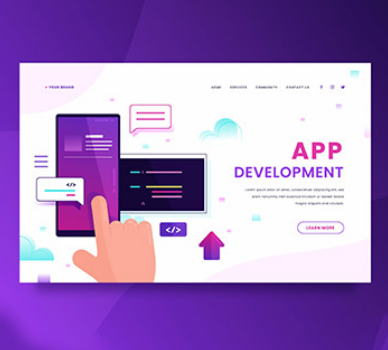 + YOUR BRAND
HOME SERVICES COMMUNITY CONTACT US
</>
</>
APP
DEVELOPMENT
Lorem ipsum dolor sit amet, consectetuer adipiscing elit, sed
diam nonummy nibh euismod tincidunt ut laoreet dolore
magna aliquam erat volutpat.
LEARN MORE